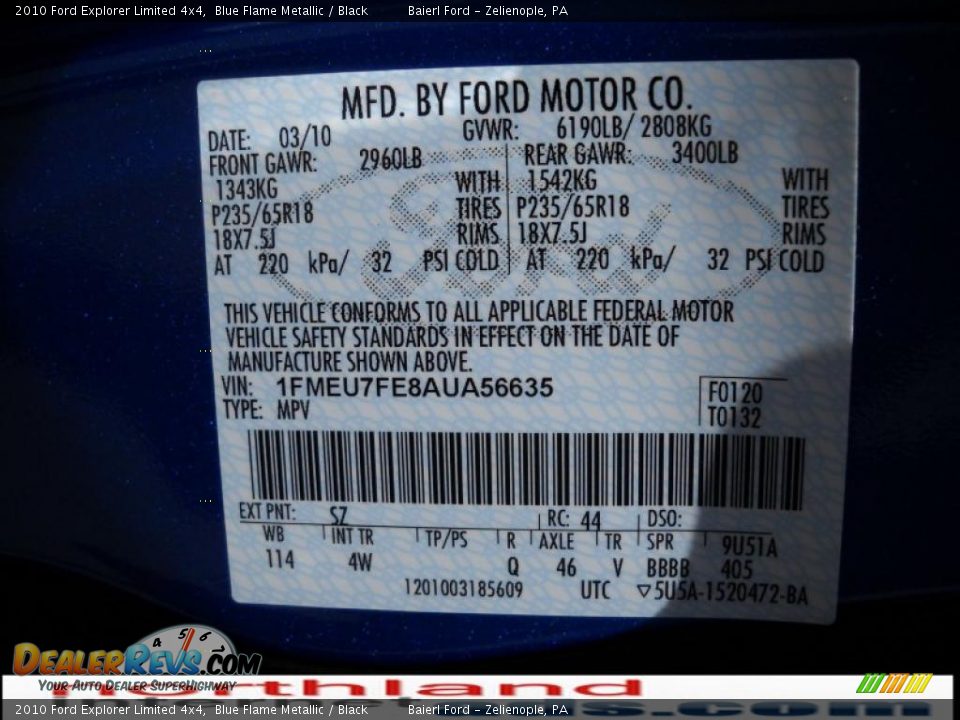 2010 Ford Explorer Limited 4x4, Blue Flame Metallic / Black Baierl Ford - Zelienople, PA
MFD. BY FORD MOTOR CO.
DATE: 03/10 GVWR: 6190LB/ 2808KG
FRONT GAWR: 2960LB REAR GAWR: 3400LB
1343KG WITH 1542KG WITH
P235/65R18 TIRES P235/65R18 TIRES
18X7.5J RIMS 18X7.5J RIMS
AT 220 kPa/ 32 PSI COLD AT 220 kPa/ 32 PSI COLD
THIS VEHICLE CONFORMS TO ALL APPLICABLE FEDERAL MOTOR
VEHICLE SAFETY STANDARDS IN EFFECT ON THE DATE OF
MANUFACTURE SHOWN ABOVE.
VIN: 1FMEU7FE8AUA56635 F0120
TYPE: MPV T0132
EXT PNT: SZ RC: 44 DSO:
WB INT TR TP/PS R AXLE TR SPR 9U51A
114 4W Q 46 V BBBB 405
1201003185609 UTC ▽5U5A-1520472-BA
4 5 6
DEALERREVS.COM
YOUR AUTO DEALER SUPERHIGHWAY
2010 Ford Explorer Limited 4x4, Blue Flame Metallic / Black Baierl Ford - Zelienople, PA